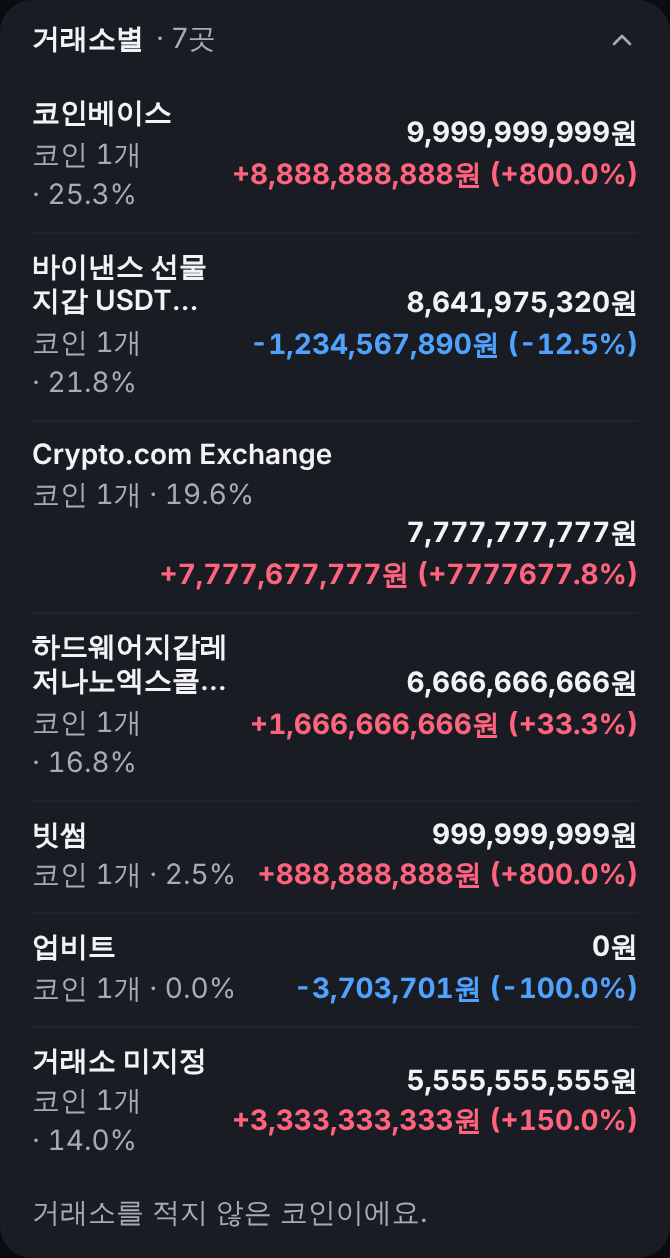 거래소별 · 7곳
코인베이스
9,999,999,999원
코인 1개
· 25.3%
+8,888,888,888원 (+800.0%)
바이낸스 선물
지갑 USDT...
8,641,975,320원
코인 1개
· 21.8%
-1,234,567,890원 (-12.5%)
Crypto.com Exchange
코인 1개 · 19.6%
7,777,777,777원
+7,777,677,777원 (+7777677.8%)
하드웨어지갑레
저나노엑스콜...
6,666,666,666원
코인 1개
· 16.8%
+1,666,666,666원 (+33.3%)
빗썸
999,999,999원
코인 1개 · 2.5%
+888,888,888원 (+800.0%)
업비트
0원
코인 1개 · 0.0%
-3,703,701원 (-100.0%)
거래소 미지정
5,555,555,555원
코인 1개
· 14.0%
+3,333,333,333원 (+150.0%)
거래소를 적지 않은 코인이에요.